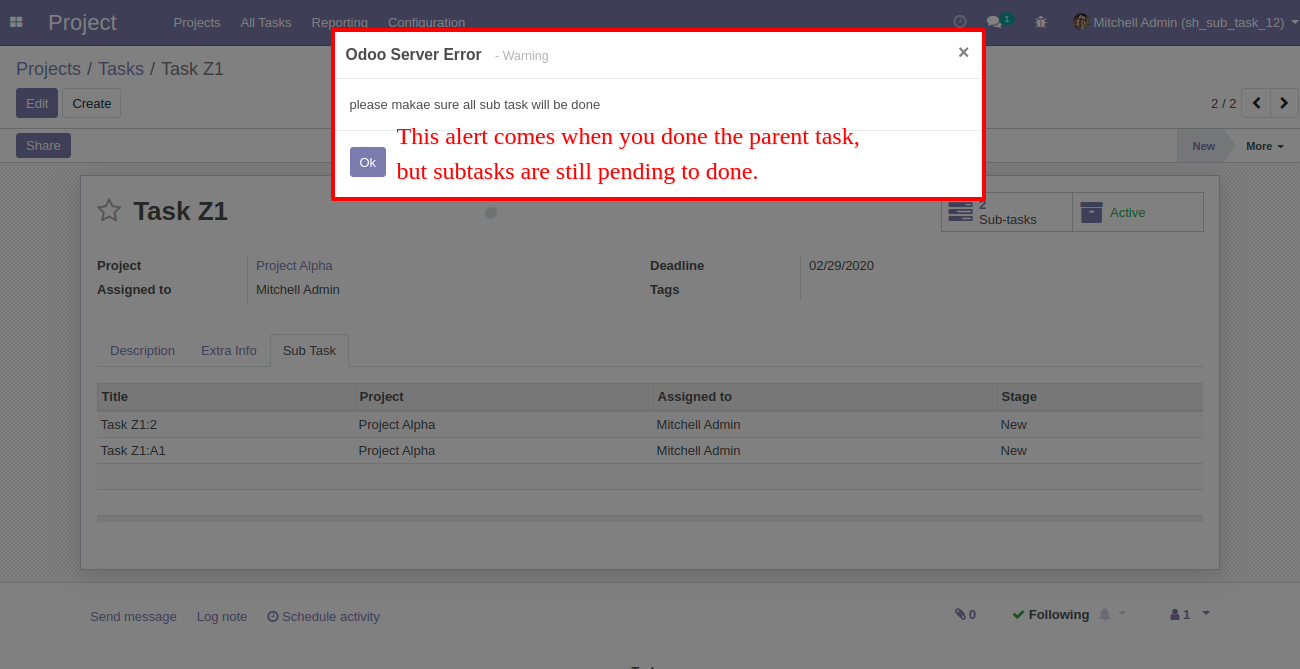 Project Projects All Tasks Reporting Configuration 1 Mitchell Admin (sh_sub_task_12)
Odoo Server Error - Warning ×
Projects / Tasks / Task Z1
Edit Create 2 / 2
please makae sure all sub task will be done
This alert comes when you done the parent task,
Share New More
Ok but subtasks are still pending to done.
Task Z1 2
Sub-tasks Active
Project Project Alpha Deadline 02/29/2020
Assigned to Mitchell Admin Tags
Description Extra Info Sub Task
Title Project Assigned to Stage
Task Z1:2 Project Alpha Mitchell Admin New
Task Z1:A1 Project Alpha Mitchell Admin New
Send message Log note Schedule activity 0 Following 1